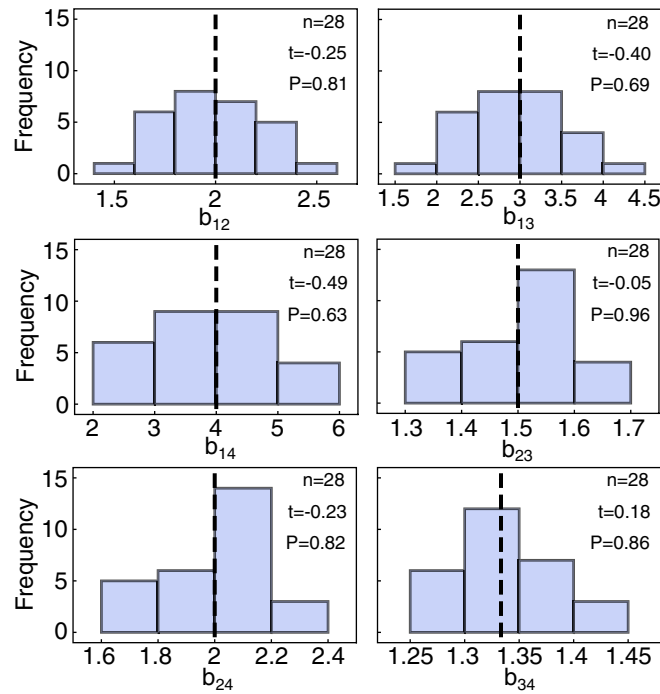 n=28
t=-0.25
P=0.81
15
10
5
0
Frequency
1.5 2 2.5
b12
n=28
t=-0.40
P=0.69
1.5 2 2.5 3 3.5 4 4.5
b13
n=28
t=-0.49
P=0.63
15
10
5
0
Frequency
2 3 4 5 6
b14
n=28
t=-0.05
P=0.96
1.3 1.4 1.5 1.6 1.7
b23
n=28
t=-0.23
P=0.82
15
10
5
0
Frequency
1.6 1.8 2 2.2 2.4
b24
n=28
t=0.18
P=0.86
1.25 1.3 1.35 1.4 1.45
b34